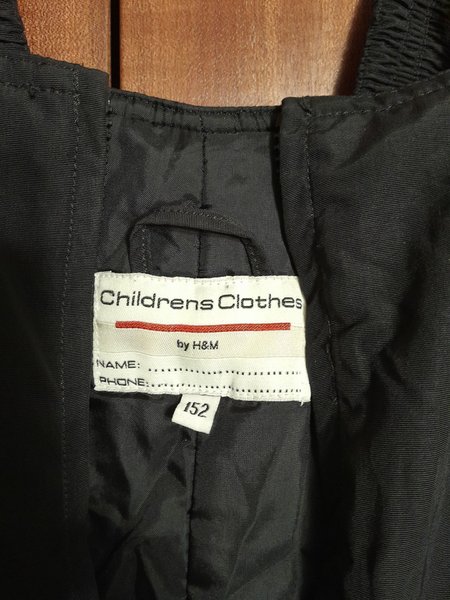 Childrens Clothes
by H&M
NAME: ........................
PHONE: ........................
152